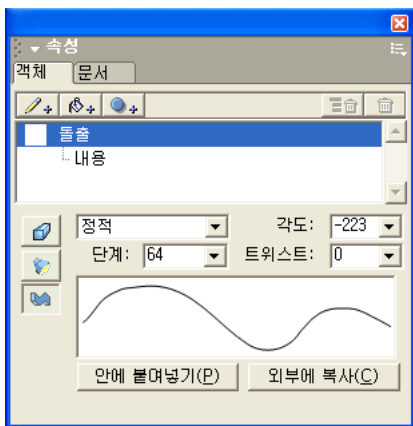 속성
객체 문서
돌출
내용
정적 각도: -223
단계: 64 트위스트: 0
안에 붙여넣기(P) 외부에 복사(C)